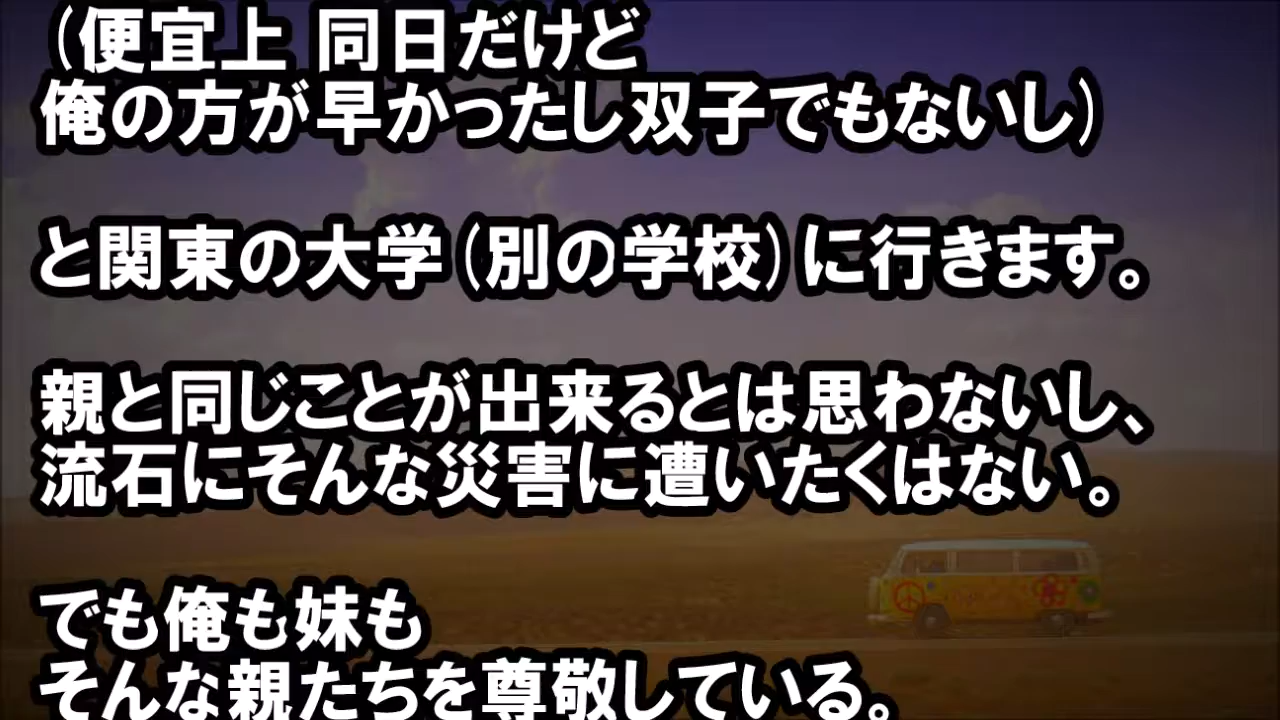 （便宜上 同日だけど
俺の方が早かったし双子でもないし）
と関東の大学（別の学校）に行きます。
親と同じことが出来るとは思わないし、
流石にそんな災害に遭いたくはない。
でも俺も妹も
そんな親たちを尊敬している。